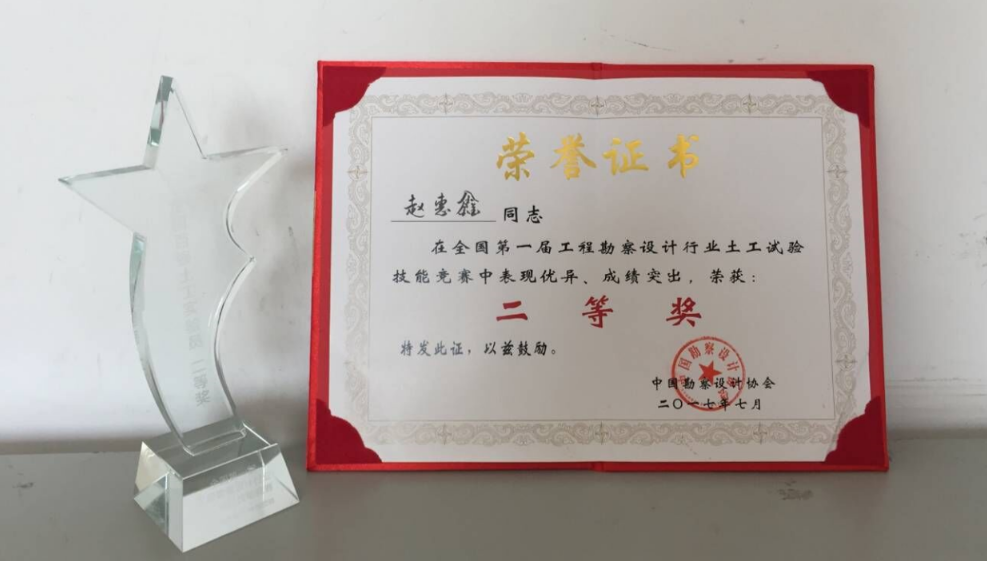 荣誉证书
赵惠鑫 同志
在全国第一届工程勘察设计行业土工试验
技能竞赛中表现优异、成绩突出，荣获：
二等奖
特发此证，以兹鼓励。
中国勘察设计协会
二〇一七年七月
二等奖